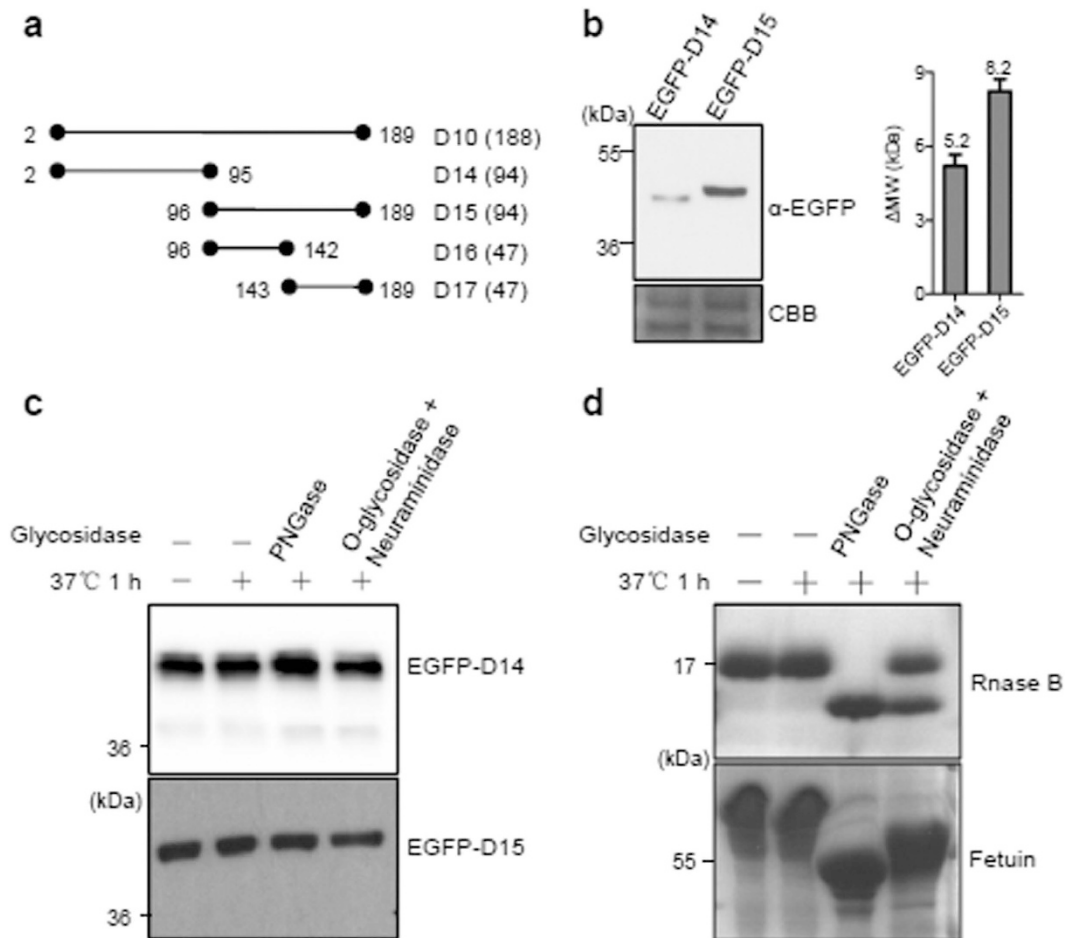 a
2 189 D10 (188)
2 95 D14 (94)
96 189 D15 (94)
96 142 D16 (47)
143 189 D17 (47)
b
EGFP-D14
EGFP-D15
(kDa)
55
36
α-EGFP
CBB
ΔMW (kDa)
9
6
3
0
5.2
8.2
EGFP-D14
EGFP-D15
c
Glycosidase – – PNGase O-glycosidase +
Neuraminidase
37℃ 1 h – + + +
EGFP-D14
36
(kDa)
EGFP-D15
36
d
Glycosidase – – PNGase O-glycosidase +
Neuraminidase
37℃ 1 h – + + +
17
Rnase B
(kDa)
55
Fetuin